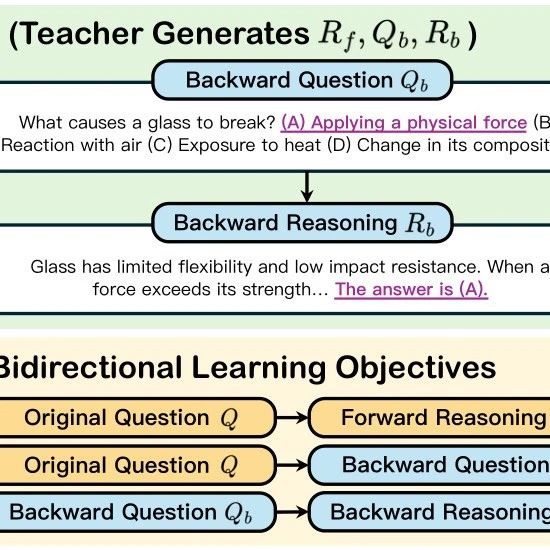 (Teacher Generates R_f, Q_b, R_b)
Backward Question Q_b
What causes a glass to break? (A) Applying a physical force (B
Reaction with air (C) Exposure to heat (D) Change in its composit
Backward Reasoning R_b
Glass has limited flexibility and low impact resistance. When a
force exceeds its strength... The answer is (A).
Bidirectional Learning Objectives
Original Question Q
Forward Reasoning
Original Question Q
Backward Question
Backward Question Q_b
Backward Reasoning